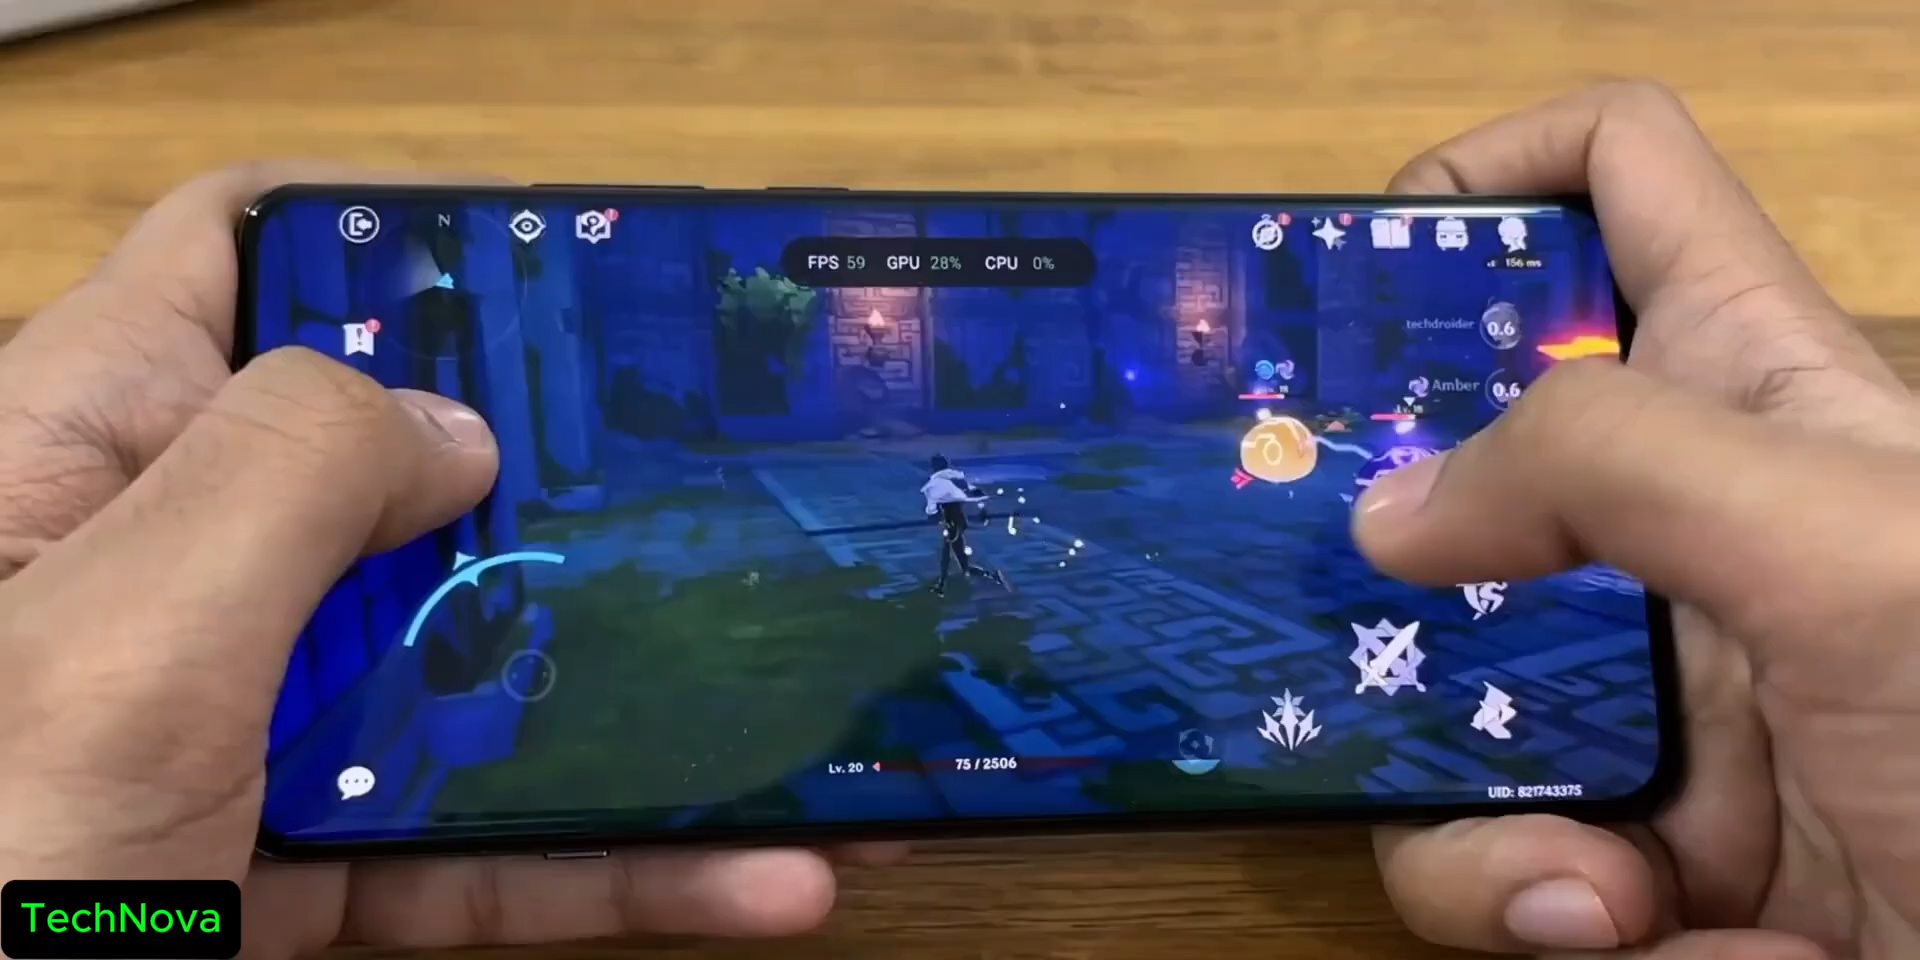 N
FPS 59 GPU 28% CPU 0%
156 ms
techdroider 0.6
Amber 0.6
Lv. 20 75 / 2506
UID: 821743375
TechNova